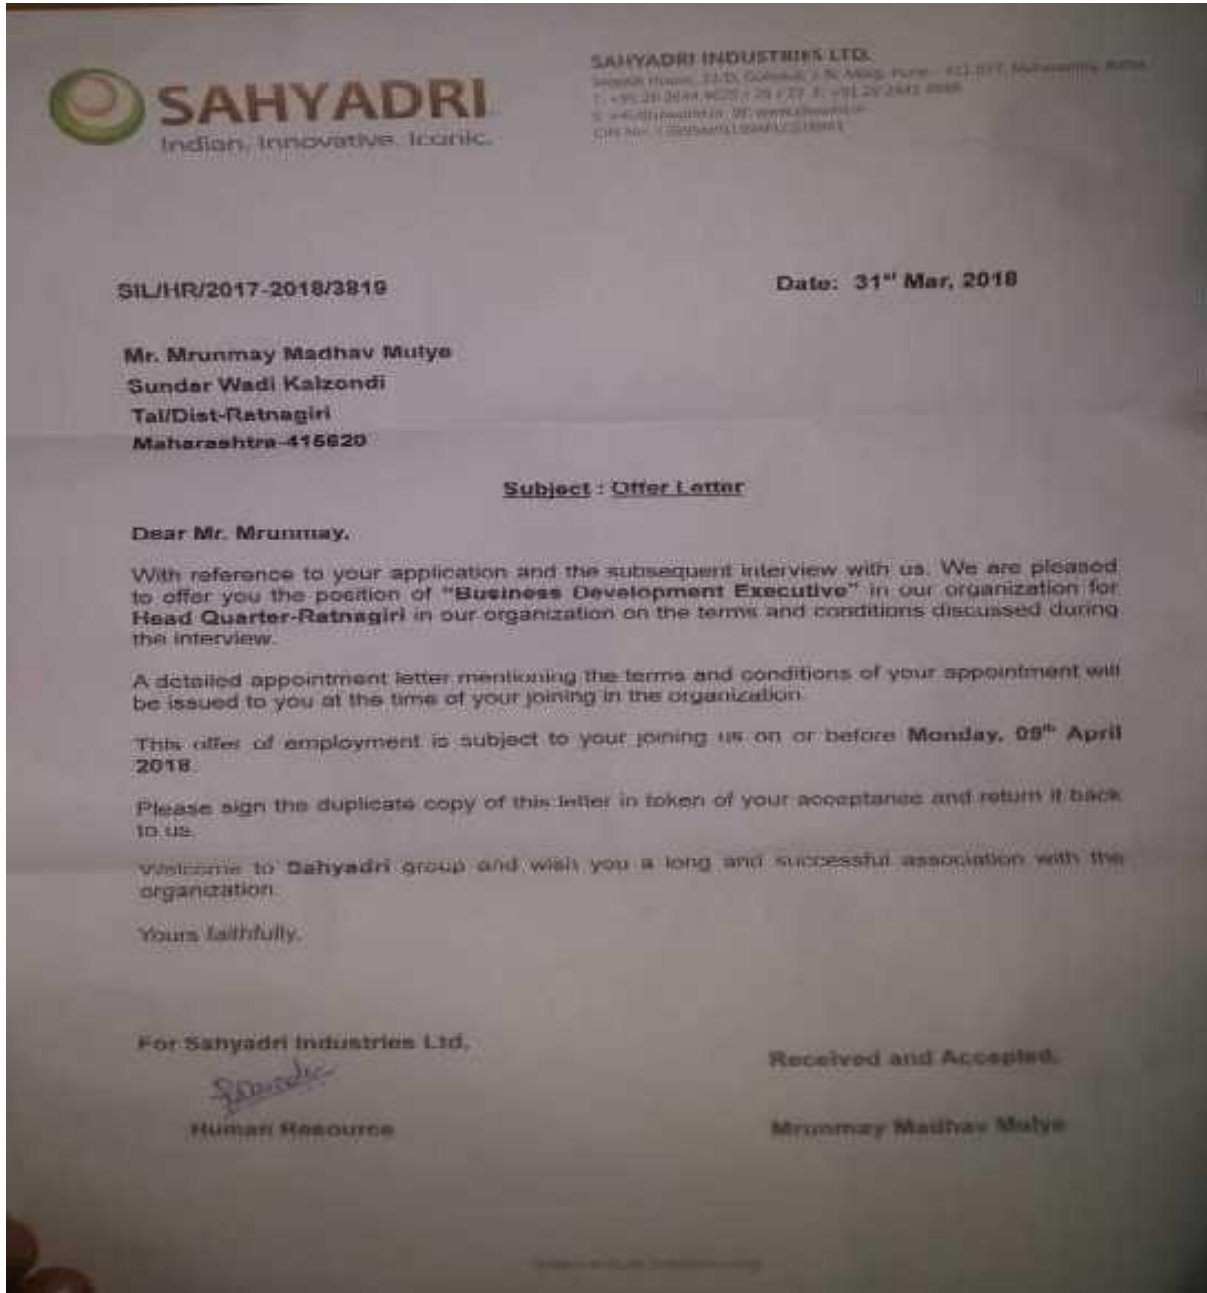 SAHYADRI
Indian. Innovative. Iconic.
SAHYADRI INDUSTRIES LTD.
SIL/HR/2017-2018/3819
Date: 31st Mar, 2018
Mr. Mrunmay Madhav Mulye
Sundar Wadi Kalzondi
Tal/Dist-Ratnagiri
Maharashtra-415620
Subject : Offer Letter
Dear Mr. Mrunmay,
With reference to your application and the subsequent interview with us. We are pleased
to offer you the position of "Business Development Executive" in our organization for
Head Quarter-Ratnagiri in our organization on the terms and conditions discussed during
the interview.
A detailed appointment letter mentioning the terms and conditions of your appointment will
be issued to you at the time of your joining in the organization.
This offer of employment is subject to your joining us on or before Monday, 09th April
2018.
Please sign the duplicate copy of this letter in token of your acceptance and return it back
to us.
Welcome to Sahyadri group and wish you a long and successful association with the
organization.
Yours faithfully,
For Sahyadri Industries Ltd,
Received and Accepted,
Human Resource
Mrunmay Madhav Mulye